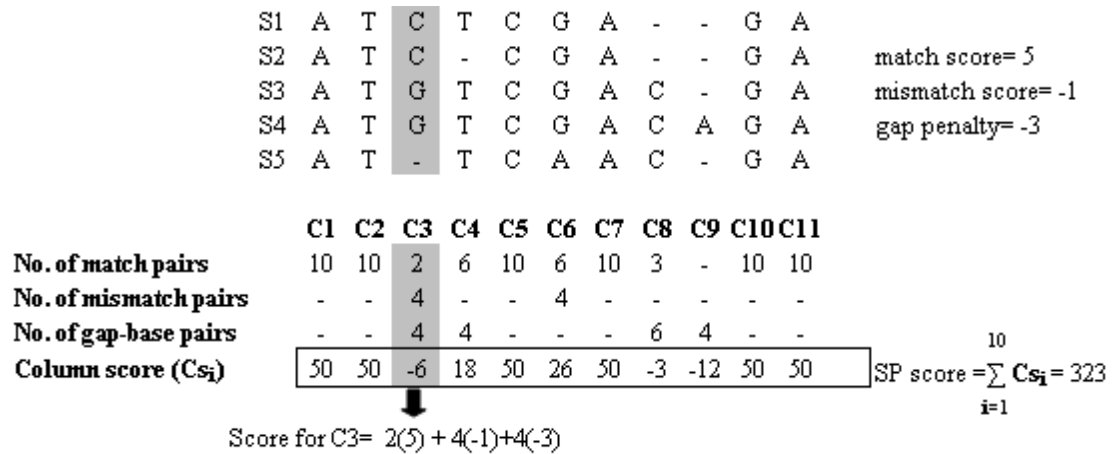 S1 A T C T C G A - - G A
S2 A T C - C G A - - G A match score= 5
S3 A T G T C G A C - G A mismatch score= -1
S4 A T G T C G A C A G A gap penalty= -3
S5 A T - T C A A C - G A
C1 C2 C3 C4 C5 C6 C7 C8 C9 C10 C11
No. of match pairs 10 10 2 6 10 6 10 3 - 10 10
No. of mismatch pairs - - 4 - - 4 - - - - -
No. of gap-base pairs - - 4 4 - - - 6 4 - -
Column score (Csi) 50 50 -6 18 50 26 50 -3 -12 50 50 SP score = 10 ∑ i=1 Csi = 323
Score for C3= 2(5) + 4(-1)+4(-3)